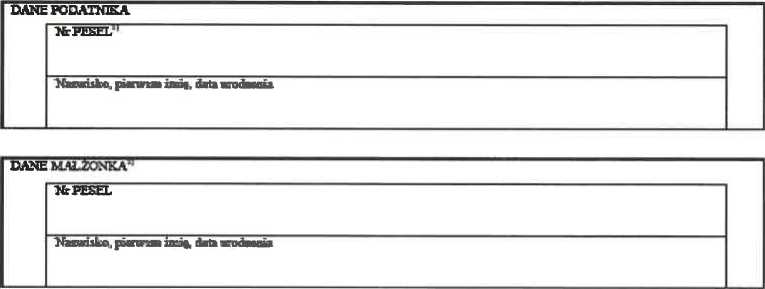 DANE PODATNIKA
Nr PESEL¹⁾
Nazwisko, pierwsze imię, data urodzenia
DANE MAŁŻONKA²⁾
Nr PESEL
Nazwisko, pierwsze imię, data urodzenia